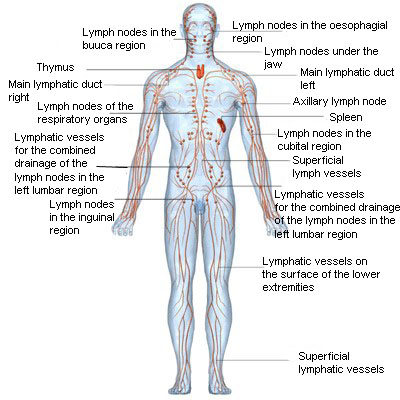 Lymph nodes in the
buuca region
Thymus
Main lymphatic duct
right
Lymph nodes of the
respiratory organs
Lymphatic vessels
for the combined
drainage of the
lymph nodes in the
left lumbar region
Lymph nodes
in the inguinal
region
Lymph nodes in the oesophagial
region
Lymph nodes under the
jaw
Main lymphatic duct
left
Axillary lymph node
Spleen
Lymph nodes in the
cubital region
Superficial
lymph vessels
Lymphatic vessels
for the combined drainage
of the lymph nodes in the
left lumbar region
Lymphatic vessels on
the surface of the lower
extremities
Superficial
lymphatic vessels